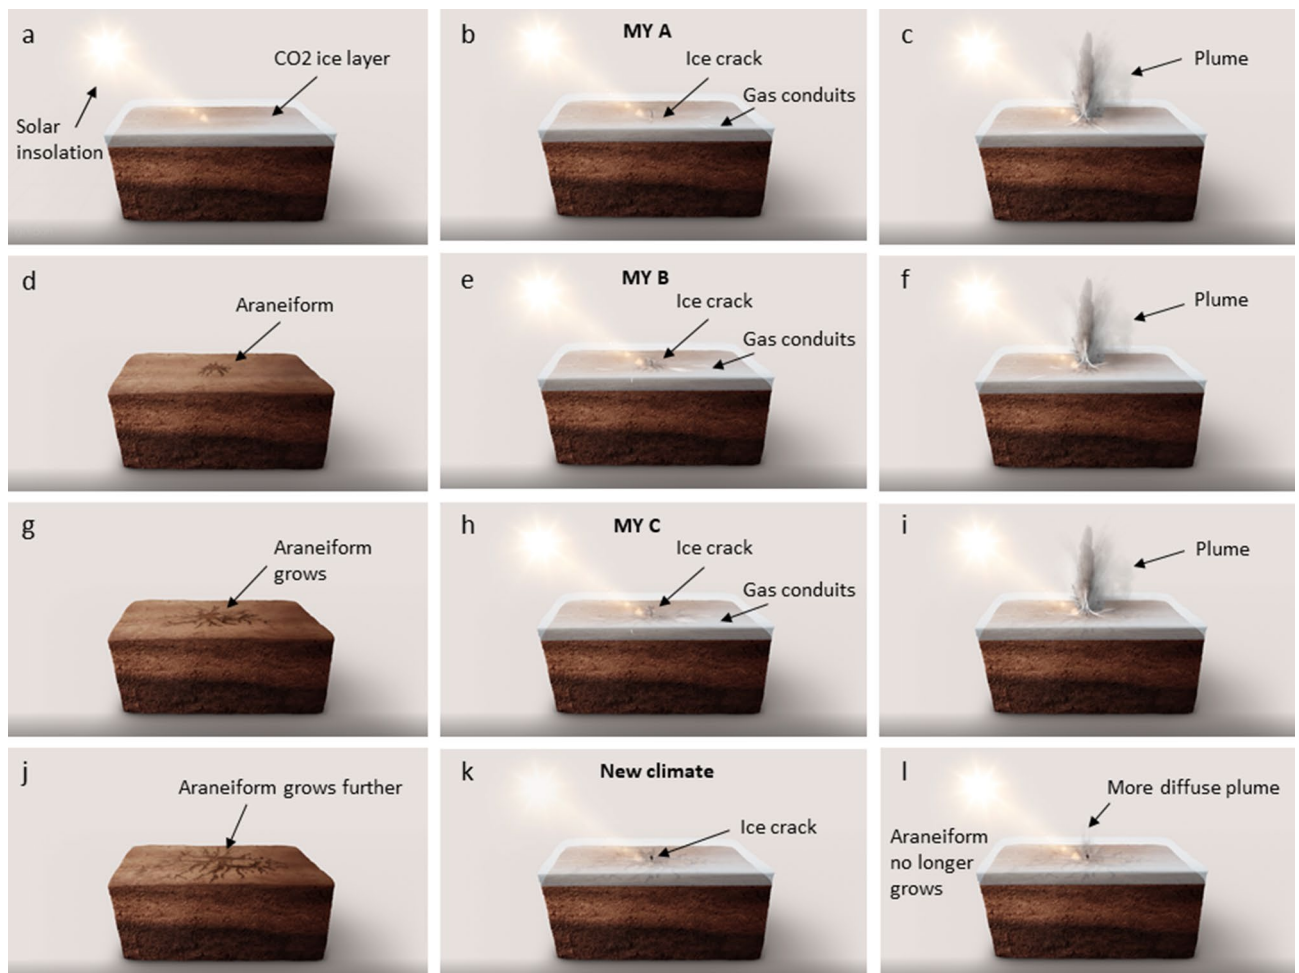 a
CO2 ice layer
Solar
insolation
b
MY A
Ice crack
Gas conduits
c
Plume
d
Araneiform
e
MY B
Ice crack
Gas conduits
f
Plume
g
Araneiform
grows
h
MY C
Ice crack
Gas conduits
i
Plume
j
Araneiform grows further
k
New climate
Ice crack
l
More diffuse plume
Araneiform
no longer
grows